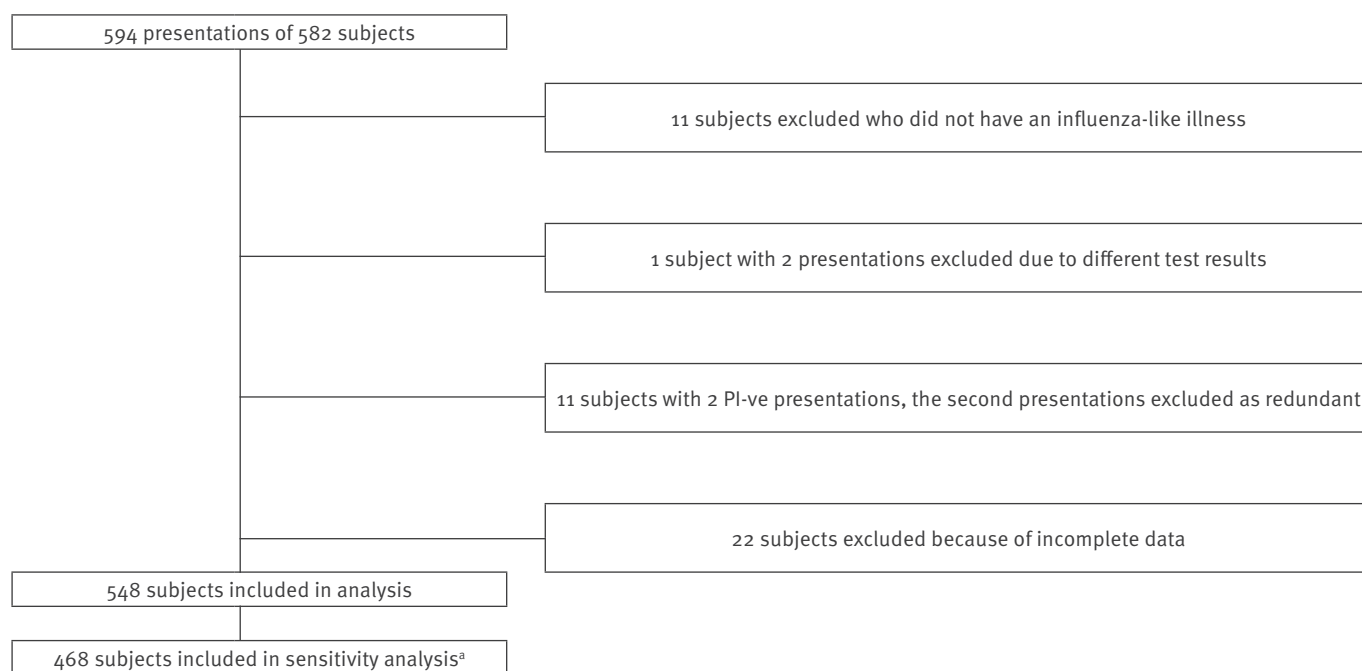 594 presentations of 582 subjects
11 subjects excluded who did not have an influenza-like illness
1 subject with 2 presentations excluded due to different test results
11 subjects with 2 PI-ve presentations, the second presentations excluded as redundant
22 subjects excluded because of incomplete data
548 subjects included in analysis
468 subjects included in sensitivity analysisᵃ